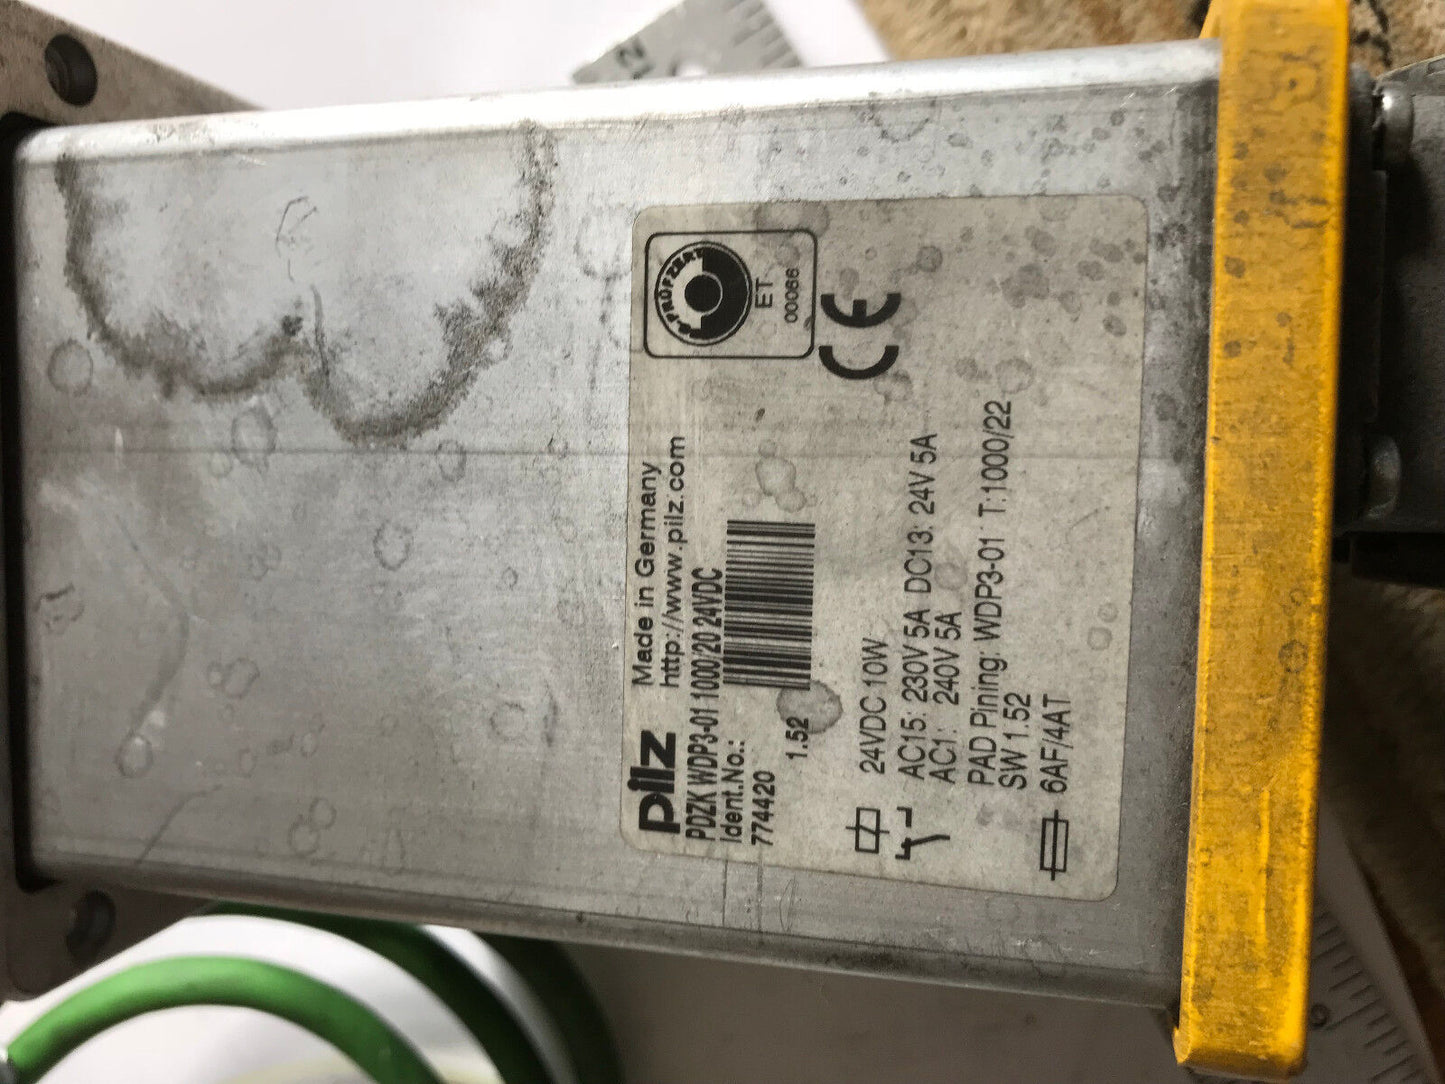 pilz
Made in Germany
http://www.pilz.com
PDZK WDP3-01 1000/20 24VDC
Ident.No.:
774420
1.52
24VDC 10W
AC15: 230V 5A DC13: 24V 5A
AC1: 240V 5A
PAD Pining: WDP3-01 T:1000/22
SW 1.52
6AF/4AT
ET
00066
CE